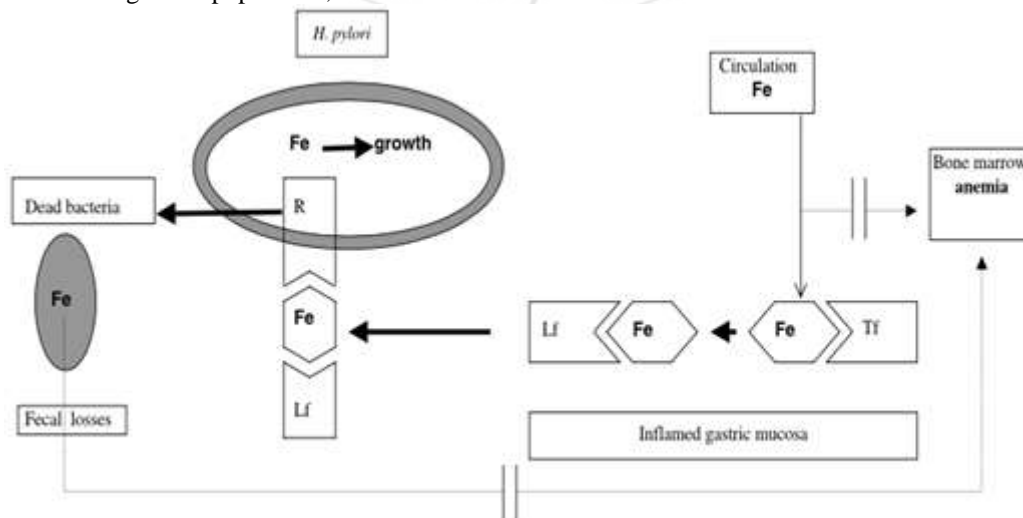 H. pylori
Circulation
Fe
Fe growth
Bone marrow
anemia
Dead bacteria
R
Fe
Fe
Lf
Fe
Fe
Tf
Lf
Fecal losses
Inflamed gastric mucosa